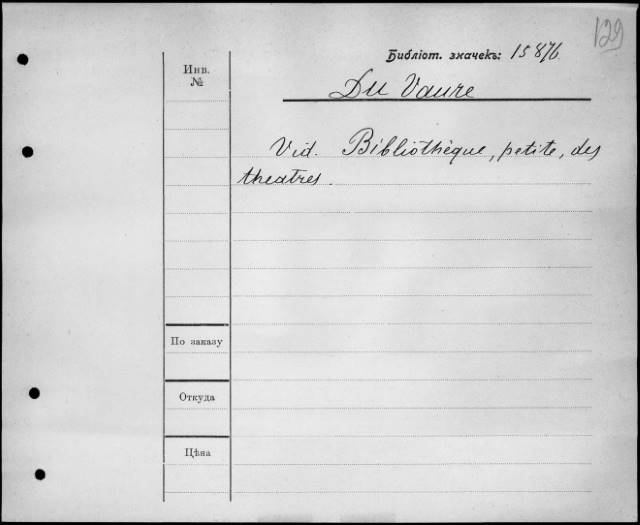 129
Библіот. значекъ: 15876
Инв.
№
Du Vaure
Vid. Bibliothèque, petite, des
theatres.
По заказу
Откуда
Цѣна